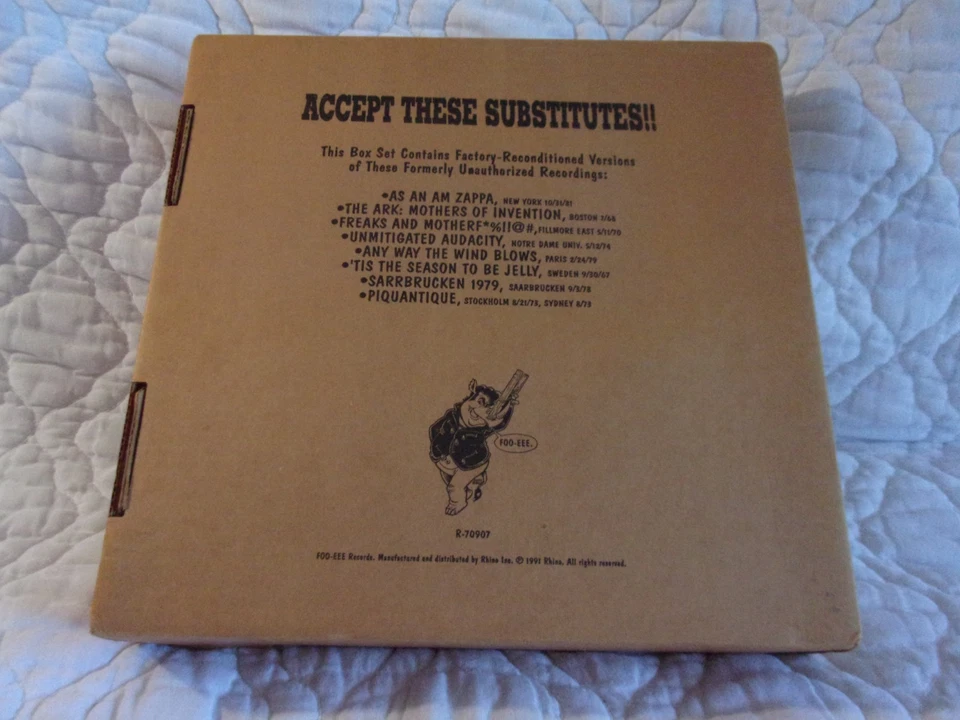 ACCEPT THESE SUBSTITUTES!!
This Box Set Contains Factory-Reconditioned Versions
of These Formerly Unauthorized Recordings:
•AS AN AM ZAPPA, NEW YORK 10/31/81
•THE ARK: MOTHERS OF INVENTION, BOSTON 7/68
•FREAKS AND MOTHERF*%!!@#, FILLMORE EAST 5/11/70
•UNMITIGATED AUDACITY, NOTRE DAME UNIV. 5/12/74
•ANY WAY THE WIND BLOWS, PARIS 2/24/79
•'TIS THE SEASON TO BE JELLY, SWEDEN 9/30/67
•SARRBRUCKEN 1979, SAARBRUCKEN 9/3/78
•PIQUANTIQUE, STOCKHOLM 8/21/73, SYDNEY 8/73
FOO-EEE.
R-70907
FOO-EEE Records. Manufactured and distributed by Rhino Inc. © 1991 Rhino. All rights reserved.